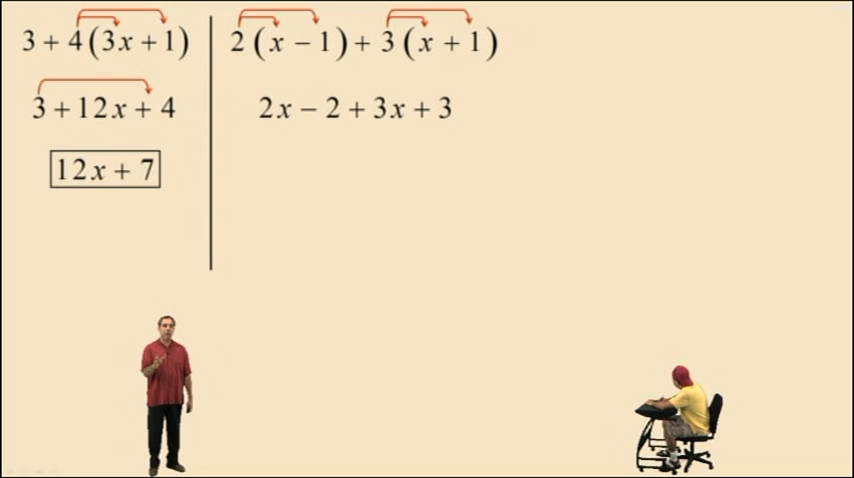 3 + 4(3x + 1)
3 + 12x + 4
12x + 7
2(x − 1) + 3(x + 1)
2x − 2 + 3x + 3